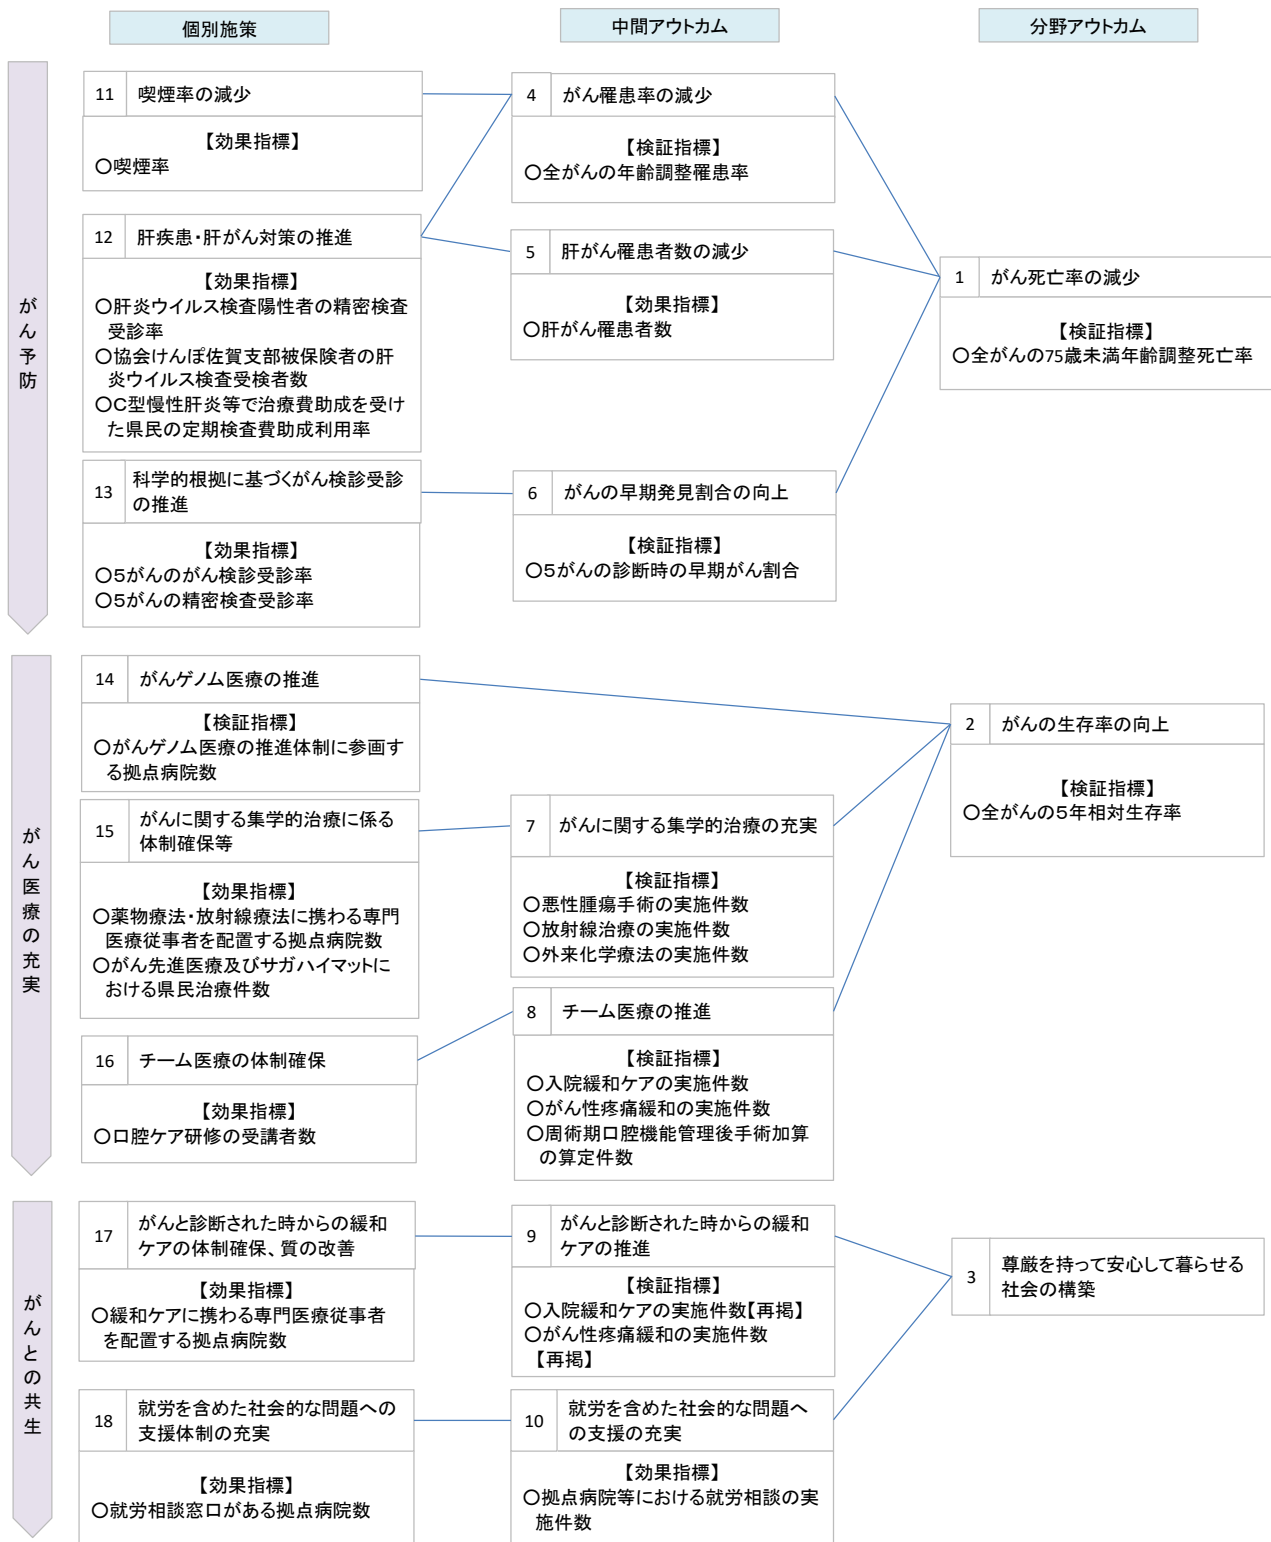 個別施策
中間アウトカム
分野アウトカム
がん予防
11
喫煙率の減少
【効果指標】
〇喫煙率
12
肝疾患・肝がん対策の推進
【効果指標】
〇肝炎ウイルス検査陽性者の精密検査
受診率
〇協会けんぽ佐賀支部被保険者の肝
炎ウイルス検査受検者数
〇C型慢性肝炎等で治療費助成を受け
た県民の定期検査費助成利用率
13
科学的根拠に基づくがん検診受診
の推進
【効果指標】
〇5がんのがん検診受診率
〇5がんの精密検査受診率
4
がん罹患率の減少
【検証指標】
〇全がんの年齢調整罹患率
5
肝がん罹患者数の減少
【効果指標】
〇肝がん罹患者数
6
がんの早期発見割合の向上
【検証指標】
〇5がんの診断時の早期がん割合
1
がん死亡率の減少
【検証指標】
〇全がんの75歳未満年齢調整死亡率
がん医療の充実
14
がんゲノム医療の推進
【検証指標】
〇がんゲノム医療の推進体制に参画す
る拠点病院数
15
がんに関する集学的治療に係る
体制確保等
【効果指標】
〇薬物療法・放射線療法に携わる専門
医療従事者を配置する拠点病院数
〇がん先進医療及びサガハイマットに
おける県民治療件数
16
チーム医療の体制確保
【効果指標】
〇口腔ケア研修の受講者数
7
がんに関する集学的治療の充実
【検証指標】
〇悪性腫瘍手術の実施件数
〇放射線治療の実施件数
〇外来化学療法の実施件数
8
チーム医療の推進
【検証指標】
〇入院緩和ケアの実施件数
〇がん性疼痛緩和の実施件数
〇周術期口腔機能管理後手術加算
の算定件数
2
がんの生存率の向上
【検証指標】
〇全がんの5年相対生存率
がんとの共生
17
がんと診断された時からの緩和
ケアの体制確保、質の改善
【効果指標】
〇緩和ケアに携わる専門医療従事者
を配置する拠点病院数
18
就労を含めた社会的な問題への
支援体制の充実
【効果指標】
〇就労相談窓口がある拠点病院数
9
がんと診断された時からの緩和
ケアの推進
【検証指標】
〇入院緩和ケアの実施件数【再掲】
〇がん性疼痛緩和の実施件数
【再掲】
10
就労を含めた社会的な問題へ
の支援の充実
【効果指標】
〇拠点病院等における就労相談の実
施件数
3
尊厳を持って安心して暮らせる
社会の構築